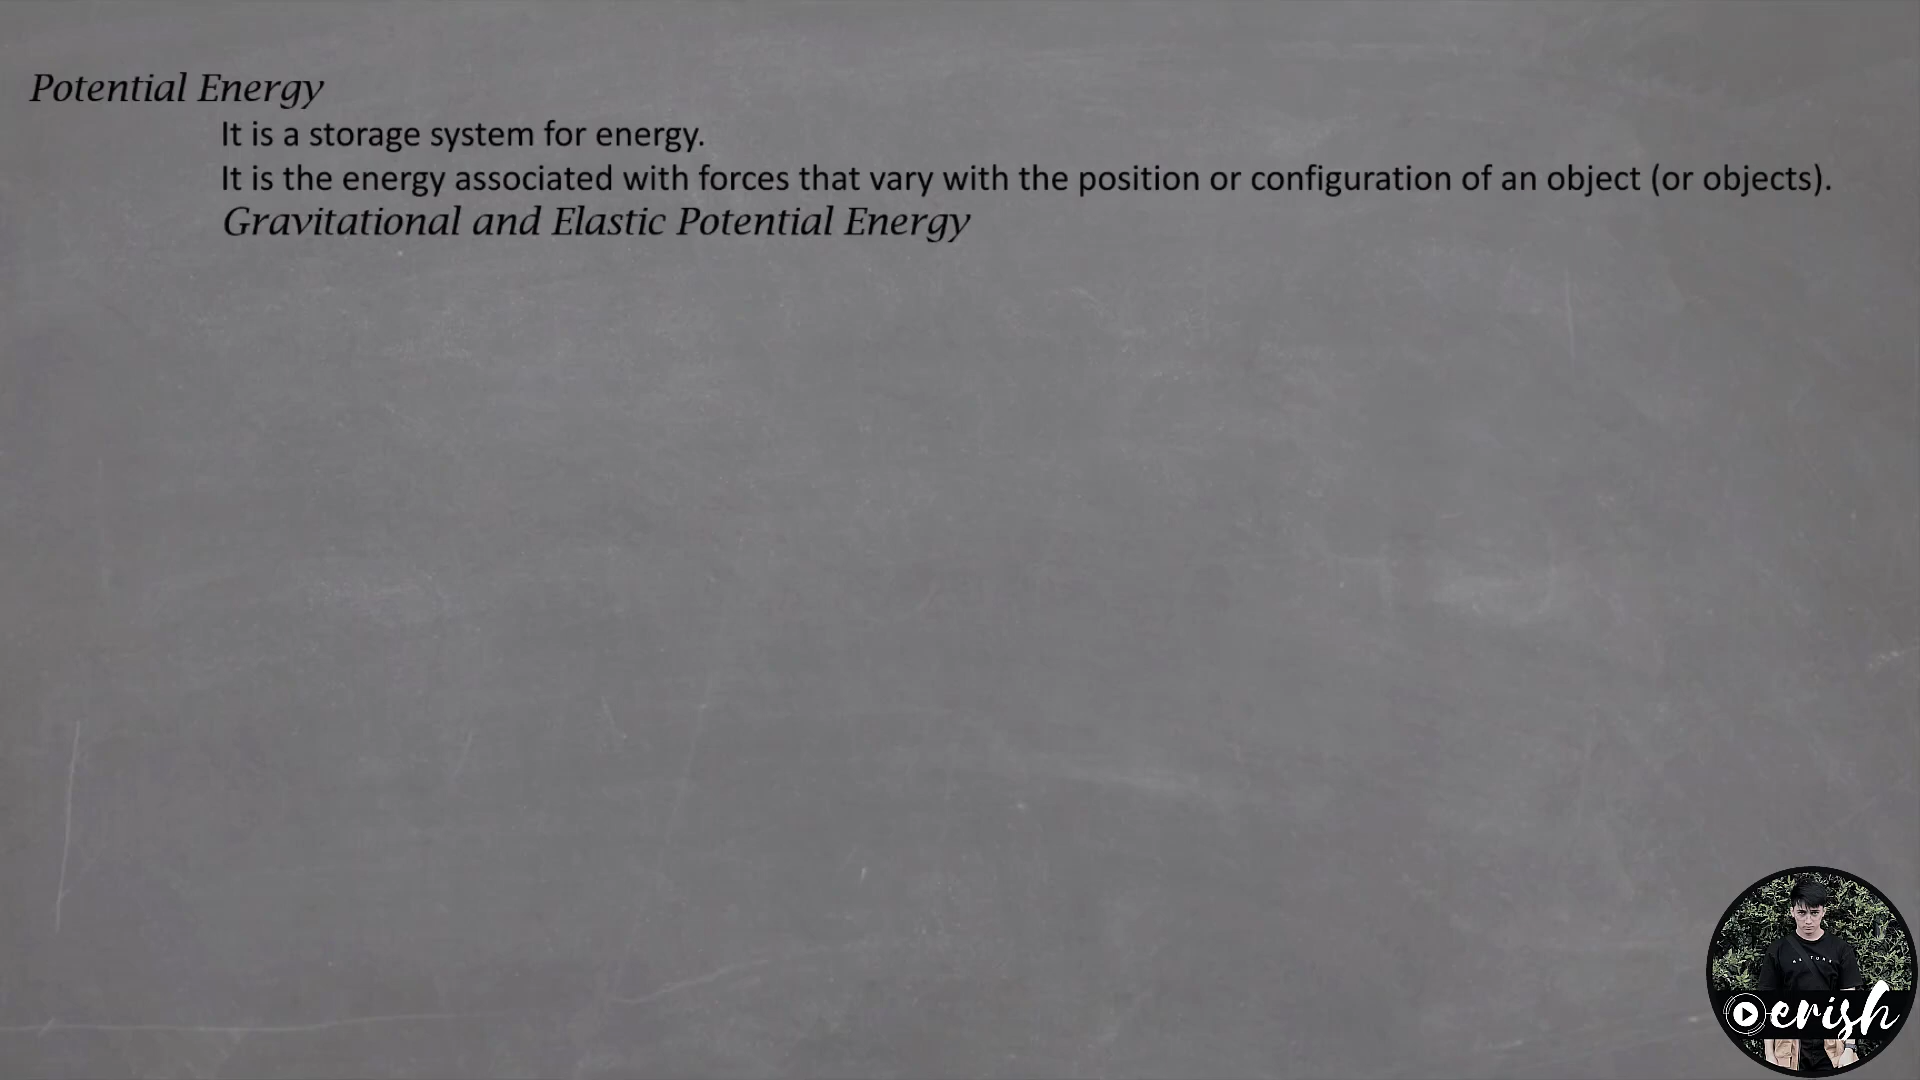 Potential Energy
It is a storage system for energy.
It is the energy associated with forces that vary with the position or configuration of an object (or objects).
Gravitational and Elastic Potential Energy
erish